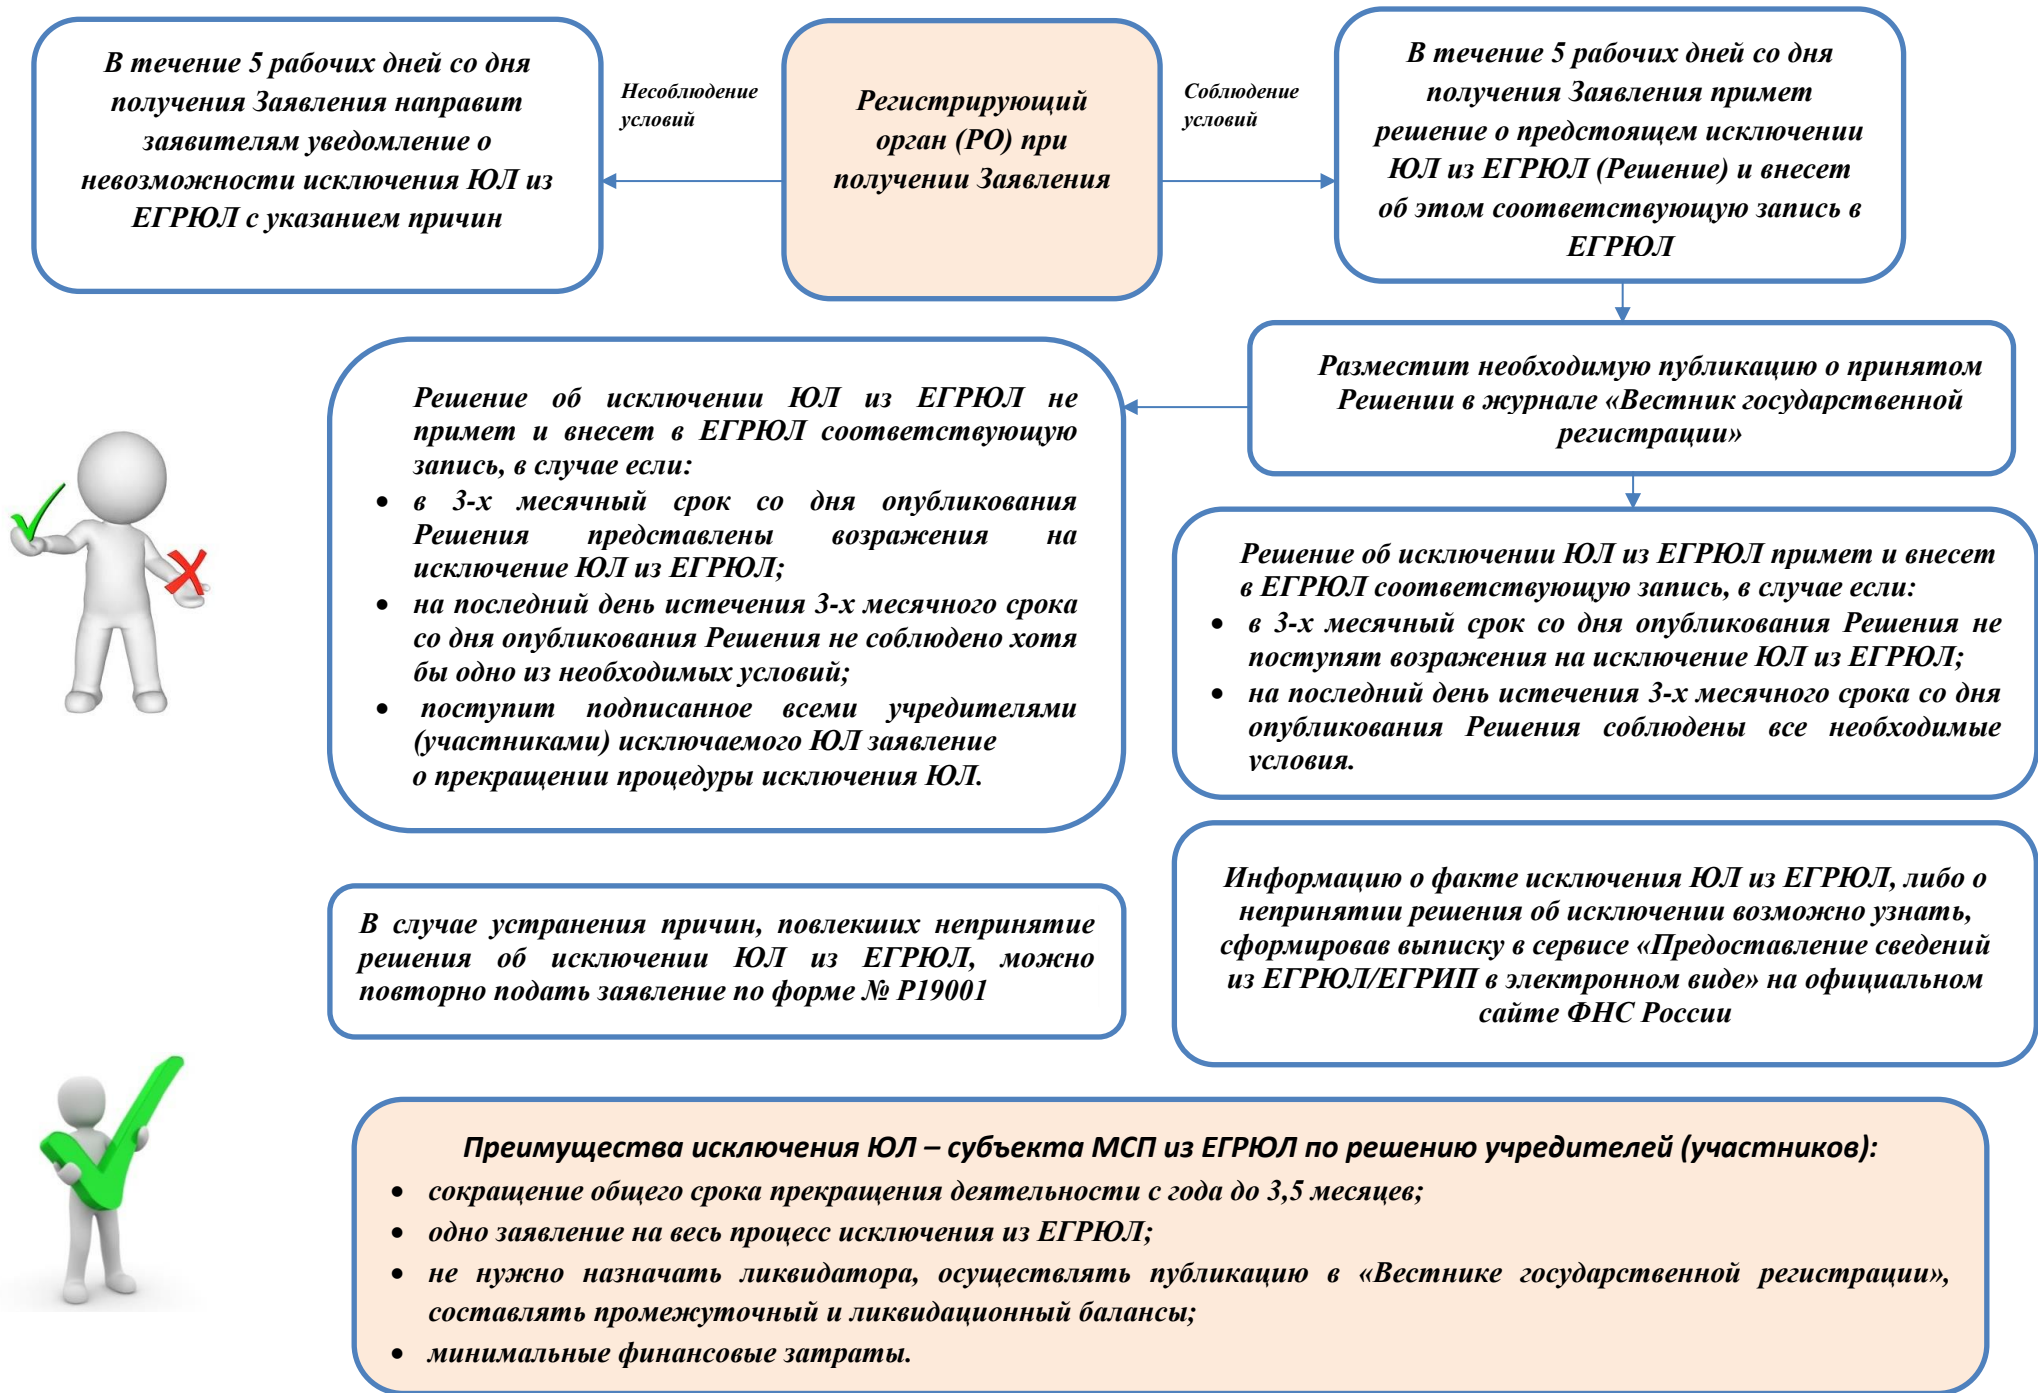 В течение 5 рабочих дней со дня
получения Заявления направит
заявителям уведомление о
невозможности исключения ЮЛ из
ЕГРЮЛ с указанием причин
Несоблюдение
условий
Регистрирующий
орган (РО) при
получении Заявления
Соблюдение
условий
В течение 5 рабочих дней со дня
получения Заявления примет
решение о предстоящем исключении
ЮЛ из ЕГРЮЛ (Решение) и внесет
об этом соответствующую запись в
ЕГРЮЛ
Разместит необходимую публикацию о принятом
Решении в журнале «Вестник государственной
регистрации»
Решение об исключении ЮЛ из ЕГРЮЛ не
примет и внесет в ЕГРЮЛ соответствующую
запись, в случае если:
• в 3-х месячный срок со дня опубликования
Решения представлены возражения на
исключение ЮЛ из ЕГРЮЛ;
• на последний день истечения 3-х месячного срока
со дня опубликования Решения не соблюдено хотя
бы одно из необходимых условий;
• поступит подписанное всеми учредителями
(участниками) исключаемого ЮЛ заявление
о прекращении процедуры исключения ЮЛ.
Решение об исключении ЮЛ из ЕГРЮЛ примет и внесет
в ЕГРЮЛ соответствующую запись, в случае если:
• в 3-х месячный срок со дня опубликования Решения не
поступят возражения на исключение ЮЛ из ЕГРЮЛ;
• на последний день истечения 3-х месячного срока со дня
опубликования Решения соблюдены все необходимые
условия.
В случае устранения причин, повлекших непринятие
решения об исключении ЮЛ из ЕГРЮЛ, можно
повторно подать заявление по форме № Р19001
Информацию о факте исключения ЮЛ из ЕГРЮЛ, либо о
непринятии решения об исключении возможно узнать,
сформировав выписку в сервисе «Предоставление сведений
из ЕГРЮЛ/ЕГРИП в электронном виде» на официальном
сайте ФНС России
Преимущества исключения ЮЛ – субъекта МСП из ЕГРЮЛ по решению учредителей (участников):
• сокращение общего срока прекращения деятельности с года до 3,5 месяцев;
• одно заявление на весь процесс исключения из ЕГРЮЛ;
• не нужно назначать ликвидатора, осуществлять публикацию в «Вестнике государственной регистрации»,
составлять промежуточный и ликвидационный балансы;
• минимальные финансовые затраты.